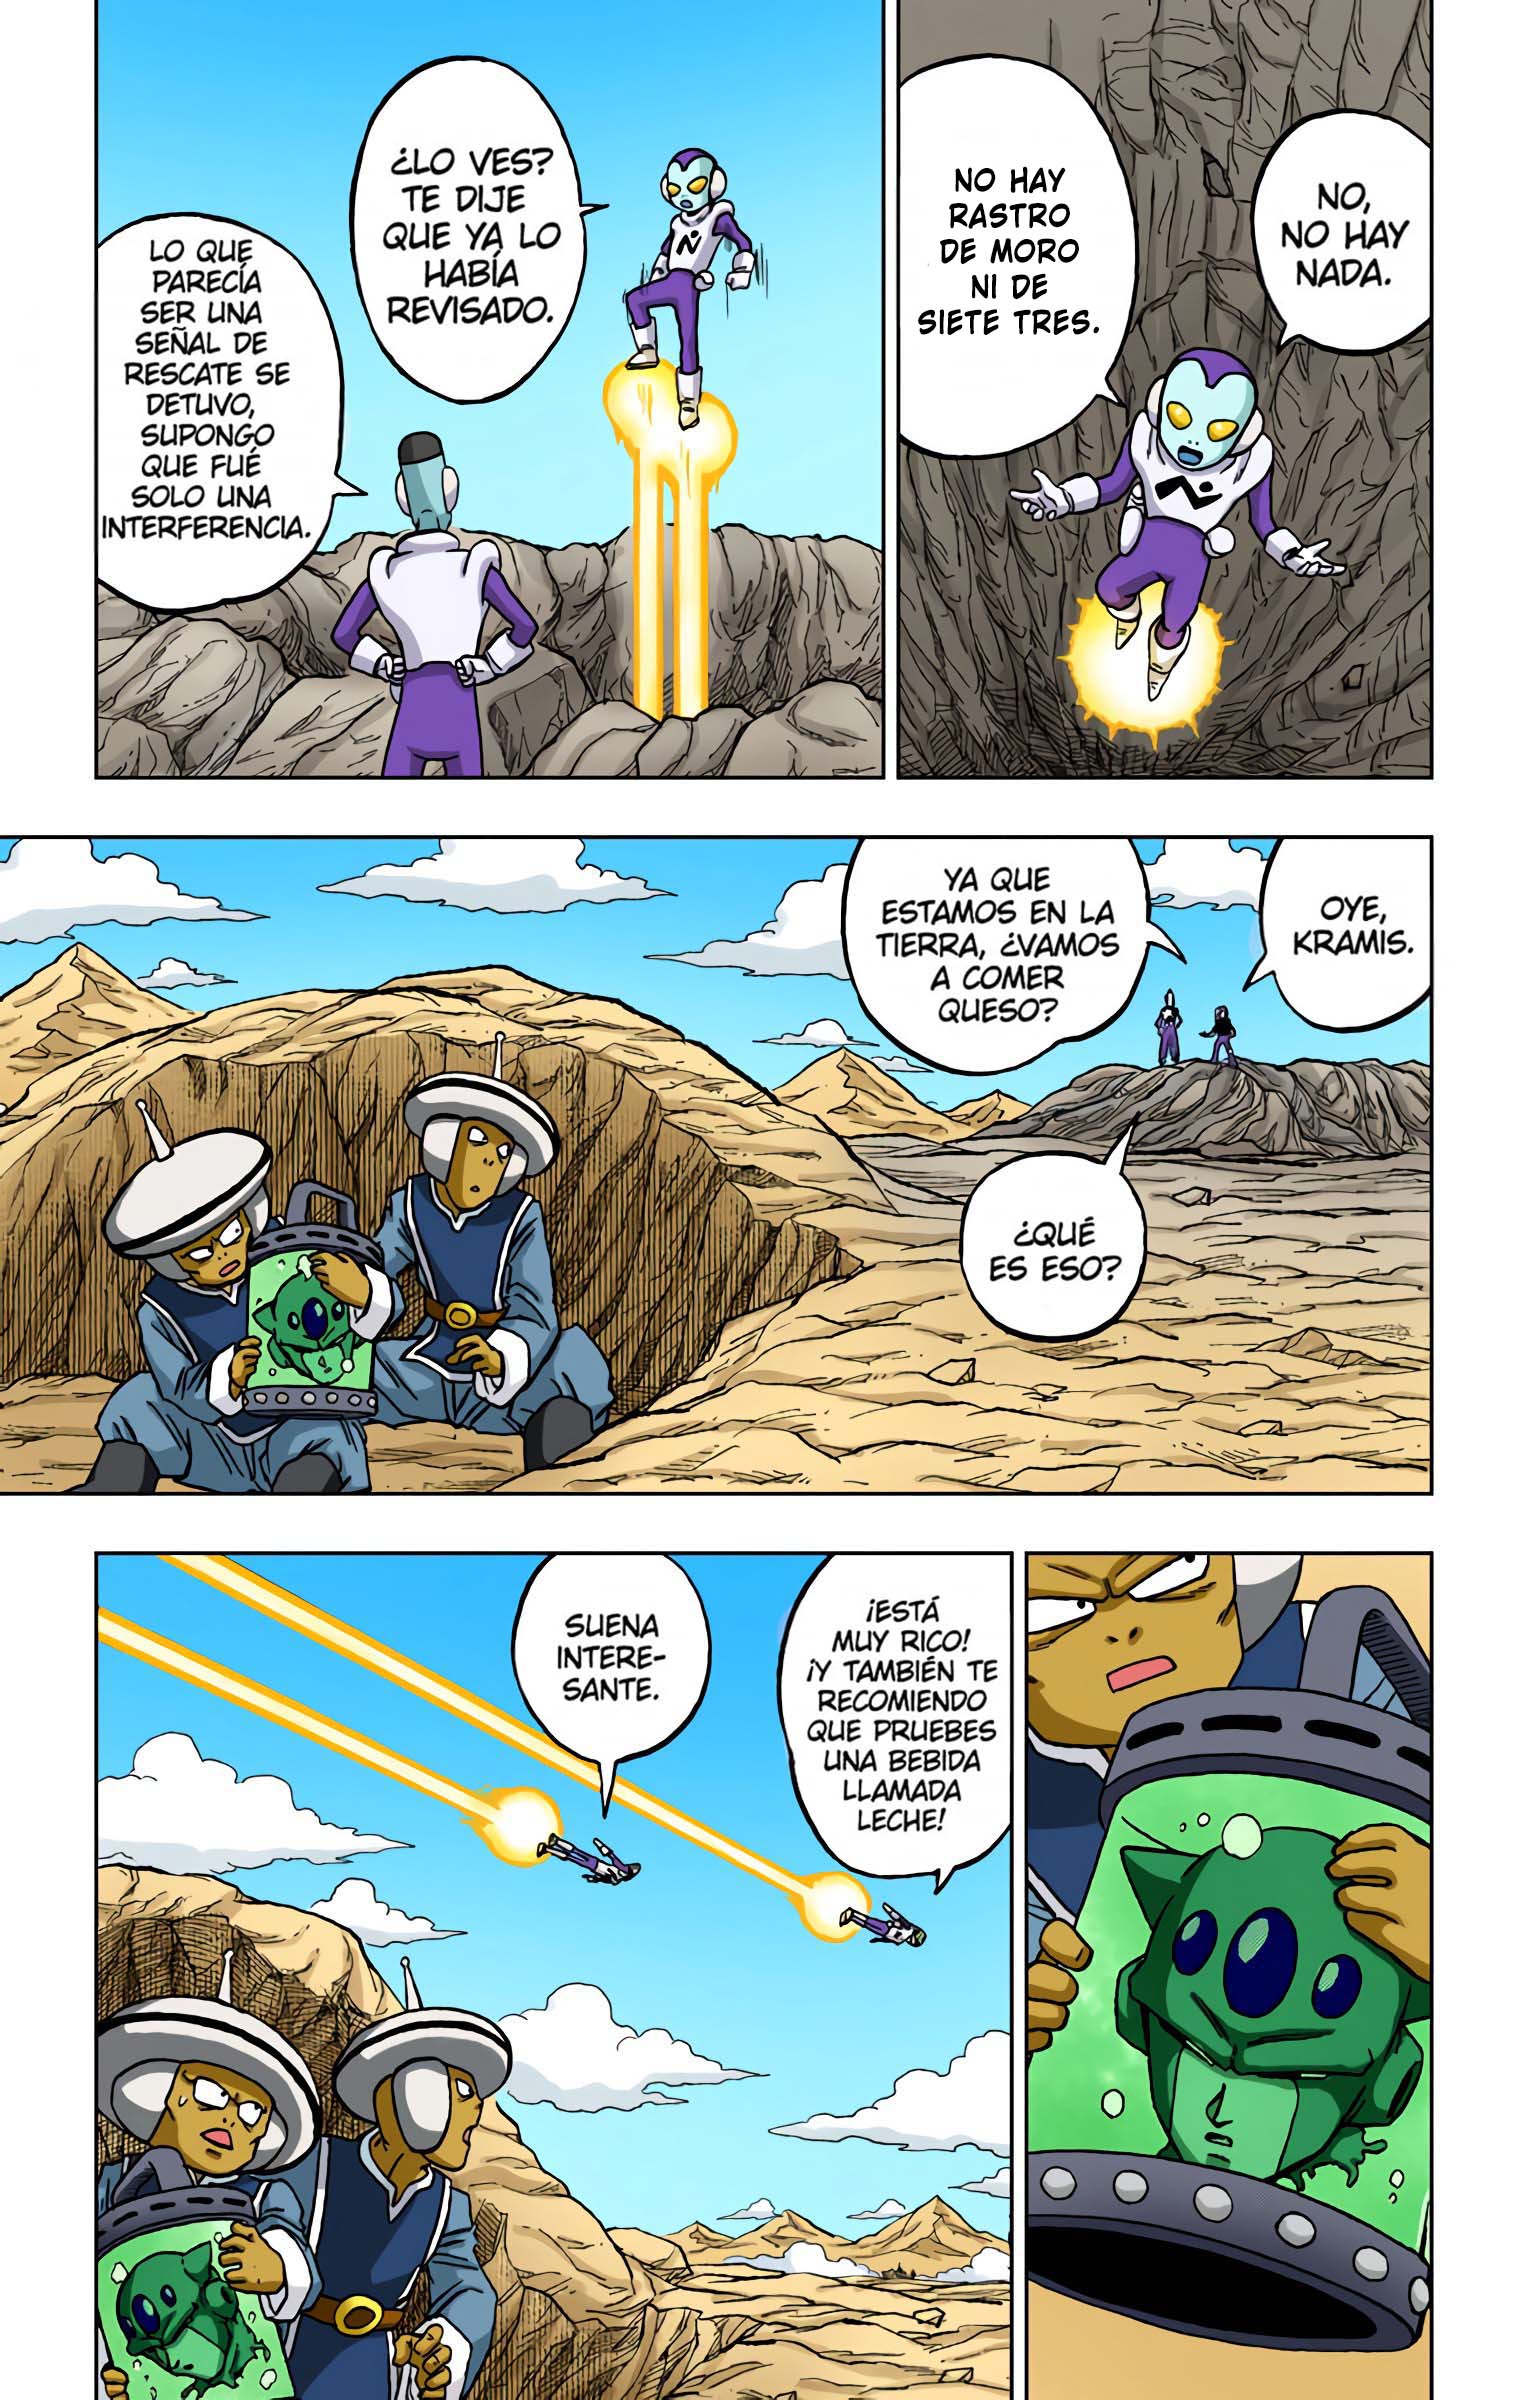 NO,
NO HAY
NADA.
NO HAY
RASTRO
DE MORO
NI DE
SIETE TRES.
¿LO VES?
TE DIJE
QUE YA LO
HABÍA
REVISADO.
LO QUE
PARECÍA
SER UNA
SEÑAL DE
RESCATE SE
DETUVO,
SUPONGO
QUE FUÉ
SOLO UNA
INTERFERENCIA.
OYE,
KRAMIS.
YA QUE
ESTAMOS EN LA
TIERRA, ¿VAMOS
A COMER
QUESO?
¿QUÉ
ES ESO?
¡ESTÁ
MUY RICO!
¡Y TAMBIÉN TE
RECOMIENDO
QUE PRUEBES
UNA BEBIDA
LLAMADA
LECHE!
SUENA
INTERE-
SANTE.